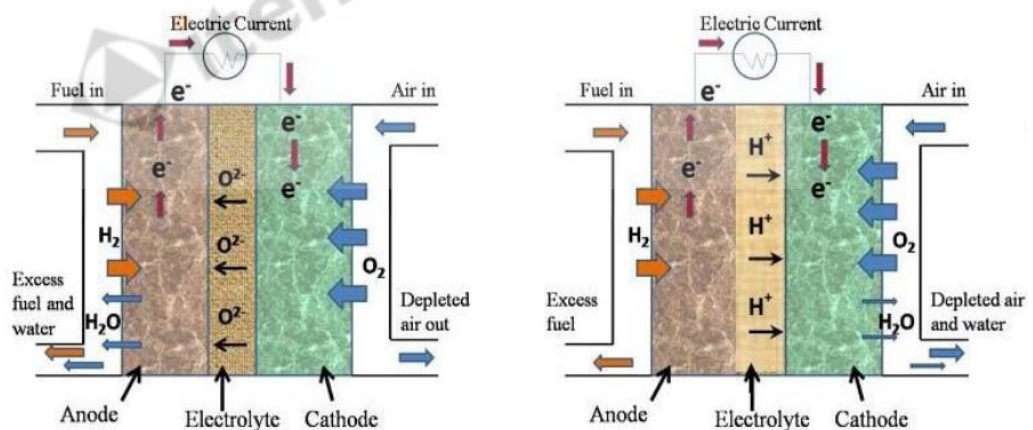 Electric Current
Fuel in
e⁻
Air in
e⁻
e⁻
e⁻
O²⁻
O²⁻
O²⁻
H₂
O₂
Excess
fuel and
water
H₂O
Depleted
air out
Anode
Electrolyte
Cathode
Electric Current
Fuel in
e⁻
Air in
e⁻
e⁻
e⁻
H⁺
H⁺
H⁺
H₂
O₂
Excess
fuel
H₂O
Depleted air
and water
Anode
Electrolyte
Cathode